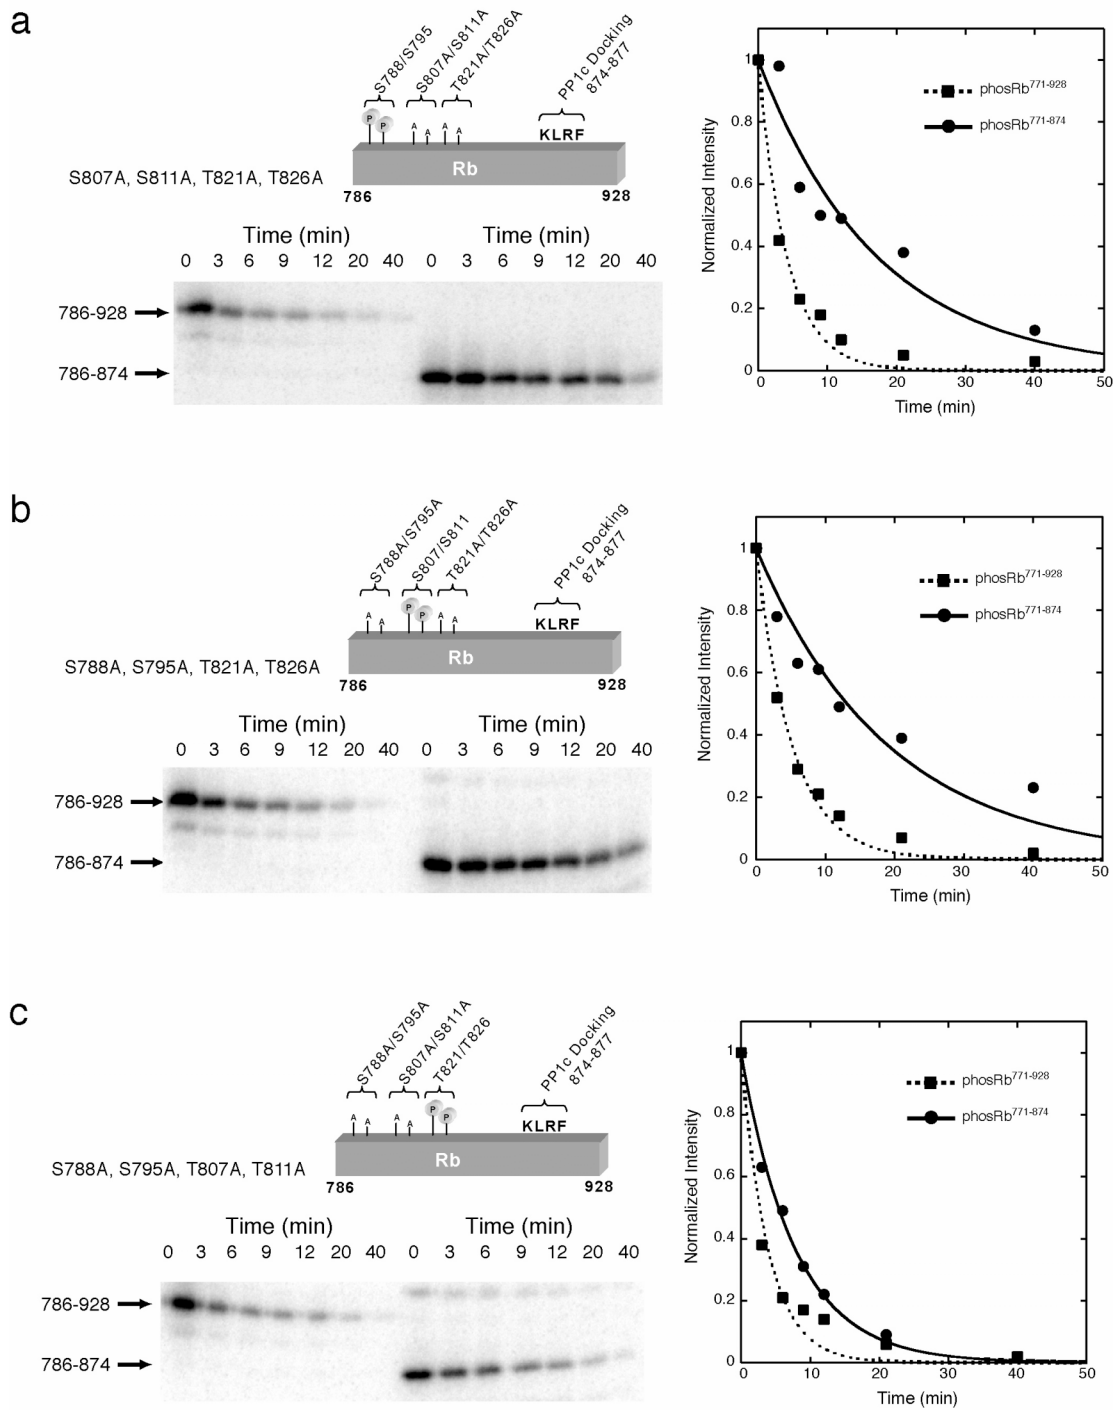 a
S788/S795
S807A/S811A
T821A/T826A
PP1c Docking
874-877
P P A A A A
KLRF
Rb
S807A, S811A, T821A, T826A
786
928
Time (min)
Time (min)
0 3 6 9 12 20 40 0 3 6 9 12 20 40
786-928
786-874
Normalized Intensity
1
0.8
0.6
0.4
0.2
0
0 10 20 30 40 50
Time (min)
phosRb771-928
phosRb771-874
b
S788A/S795A
S807/S811
T821A/T826A
PP1c Docking
874-877
A A P P A A
KLRF
Rb
S788A, S795A, T821A, T826A
786
928
Time (min)
Time (min)
0 3 6 9 12 20 40 0 3 6 9 12 20 40
786-928
786-874
Normalized Intensity
1
0.8
0.6
0.4
0.2
0
0 10 20 30 40 50
Time (min)
phosRb771-928
phosRb771-874
c
S788A/S795A
S807A/S811A
T821/T826
PP1c Docking
874-877
A A A A P P
KLRF
Rb
S788A, S795A, T807A, T811A
786
928
Time (min)
Time (min)
0 3 6 9 12 20 40 0 3 6 9 12 20 40
786-928
786-874
Normalized Intensity
1
0.8
0.6
0.4
0.2
0
0 10 20 30 40 50
Time (min)
phosRb771-928
phosRb771-874